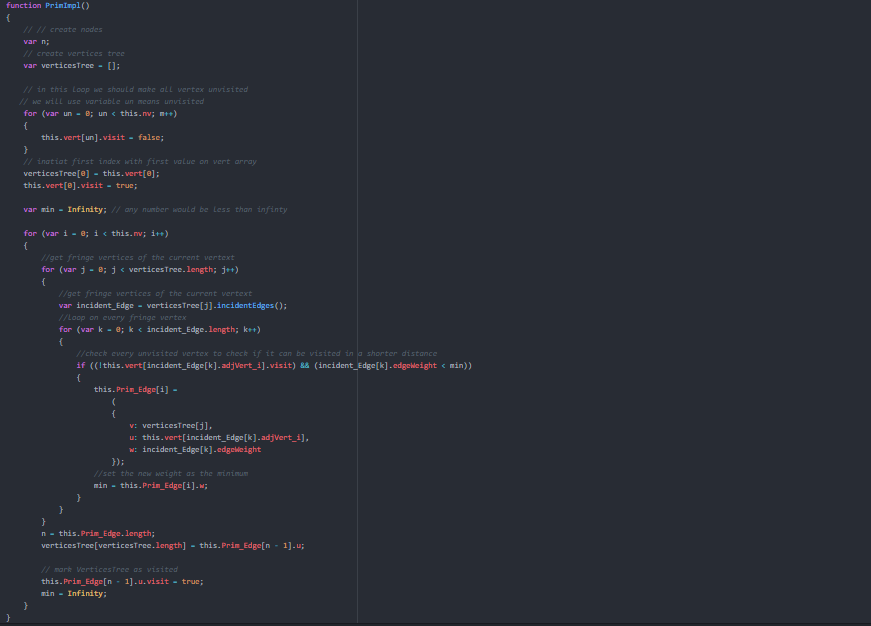 function PrimImpl()
{
// // create nodes
var n;
// create vertices tree
var verticesTree = [];
// in this loop we should make all vertex unvisited
// we will use variable un means unvisited
for (var un = 0; un < this.nv; m++)
{
this.vert[un].visit = false;
}
// inatiat first index with first value on vert array
verticesTree[0] = this.vert[0];
this.vert[0].visit = true;
var min = Infinity; // any number would be less than infinty
for (var i = 0; i < this.nv; i++)
{
//get fringe vertices of the current vertext
for (var j = 0; j < verticesTree.length; j++)
{
//get fringe vertices of the current vertext
var incident_Edge = verticesTree[j].incidentEdges();
//loop on every fringe vertex
for (var k = 0; k < incident_Edge.length; k++)
{
//check every unvisited vertex to check if it can be visited in a shorter distance
if ((!this.vert[incident_Edge[k].adjVert_i].visit) && (incident_Edge[k].edgeWeight < min))
{
this.Prim_Edge[i] =
(
{
v: verticesTree[j],
u: this.vert[incident_Edge[k].adjVert_i],
w: incident_Edge[k].edgeWeight
});
//set the new weight as the minimum
min = this.Prim_Edge[i].w;
}
}
}
n = this.Prim_Edge.length;
verticesTree[verticesTree.length] = this.Prim_Edge[n - 1].u;
// mark VerticesTree as visited
this.Prim_Edge[n - 1].u.visit = true;
min = Infinity;
}
}